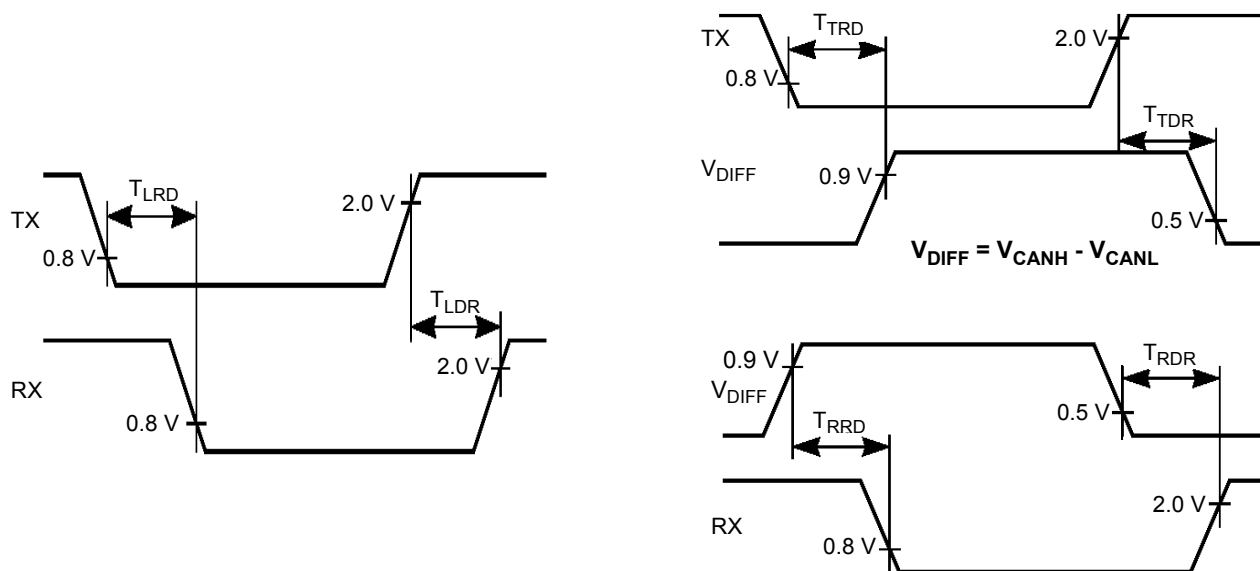 TX
T_LRD
0.8 V
2.0 V
T_LDR
RX
0.8 V
2.0 V
TX
T_TRD
0.8 V
2.0 V
T_TDR
V_DIFF
0.9 V
0.5 V
V_DIFF = V_CANH - V_CANL
0.9 V
V_DIFF
T_RRD
0.5 V
T_RDR
RX
0.8 V
2.0 V